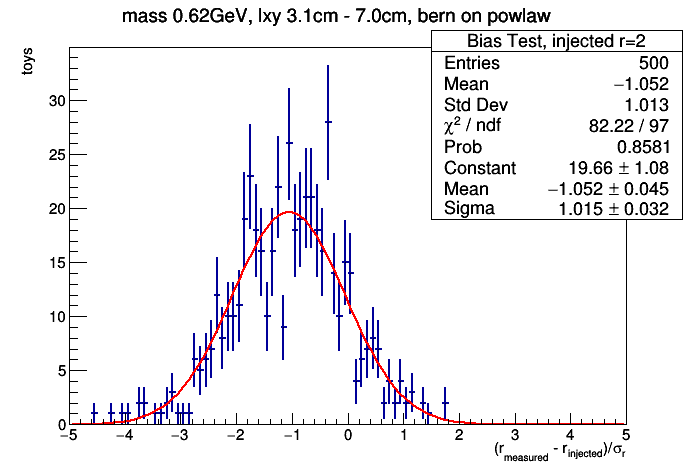 mass 0.62GeV, lxy 3.1cm - 7.0cm, bern on powlaw
Bias Test, injected r=2
Entries 500
Mean −1.052
Std Dev 1.013
χ² / ndf 82.22 / 97
Prob 0.8581
Constant 19.66 ± 1.08
Mean −1.052 ± 0.045
Sigma 1.015 ± 0.032
toys
30
25
20
15
10
5
0
−5 −4 −3 −2 −1 0 1 2 3 4 5
(r_measured - r_injected)/σ_r